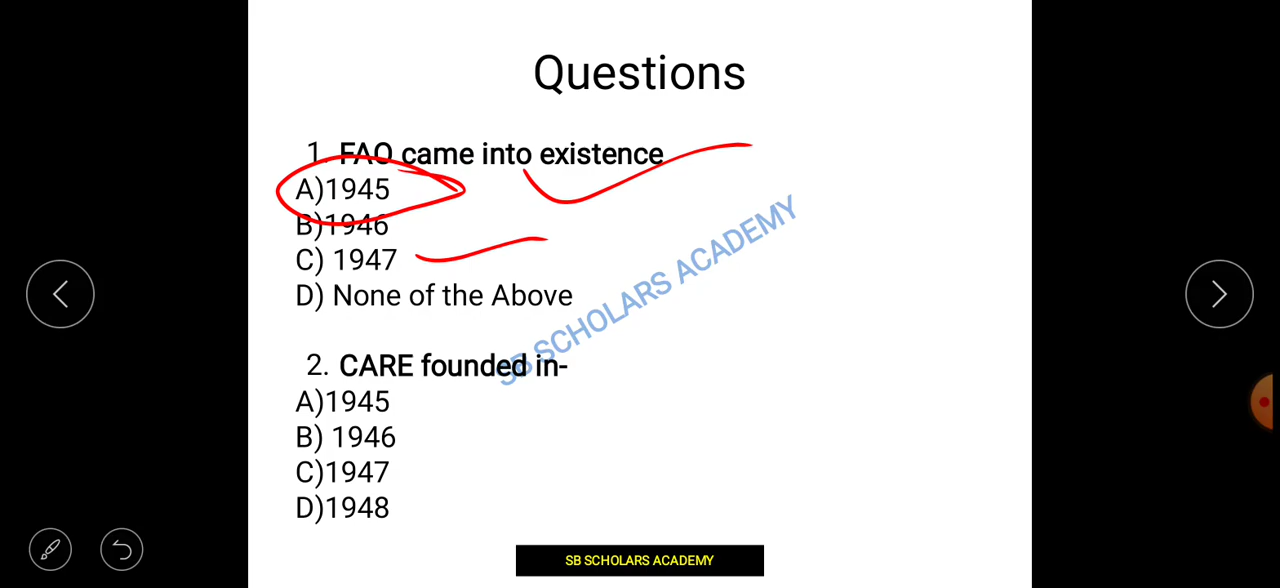 Questions
1. FAO came into existence
A)1945
B)1946
C) 1947
D) None of the Above
SB SCHOLARS ACADEMY
2. CARE founded in-
A)1945
B) 1946
C)1947
D)1948
SB SCHOLARS ACADEMY